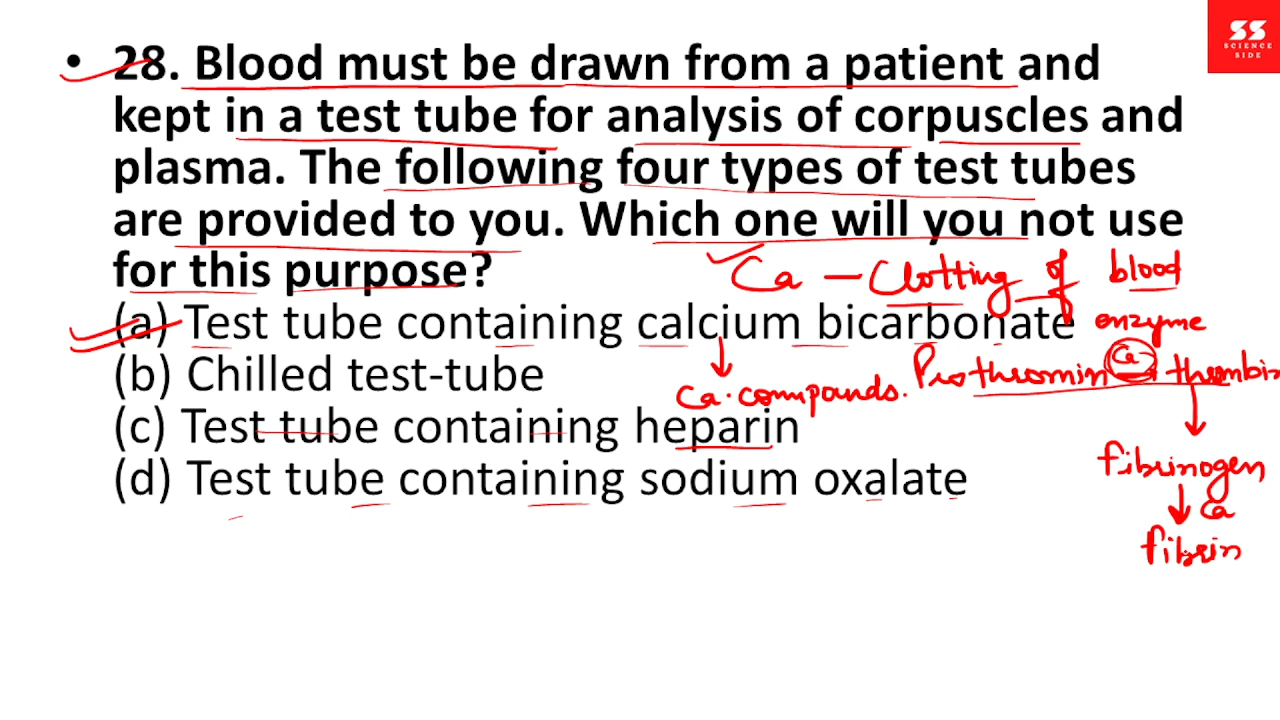 SS
SCIENCE
SIDE
• 28. Blood must be drawn from a patient and
kept in a test tube for analysis of corpuscles and
plasma. The following four types of test tubes
are provided to you. Which one will you not use
for this purpose?
Ca – Clotting of blood
(a) Test tube containing calcium bicarbonate
enzyme
(b) Chilled test-tube
Prothromin Ca thrombin
Ca. compounds.
(c) Test tube containing heparin
fibrinogen
(d) Test tube containing sodium oxalate
Ca
fibrin